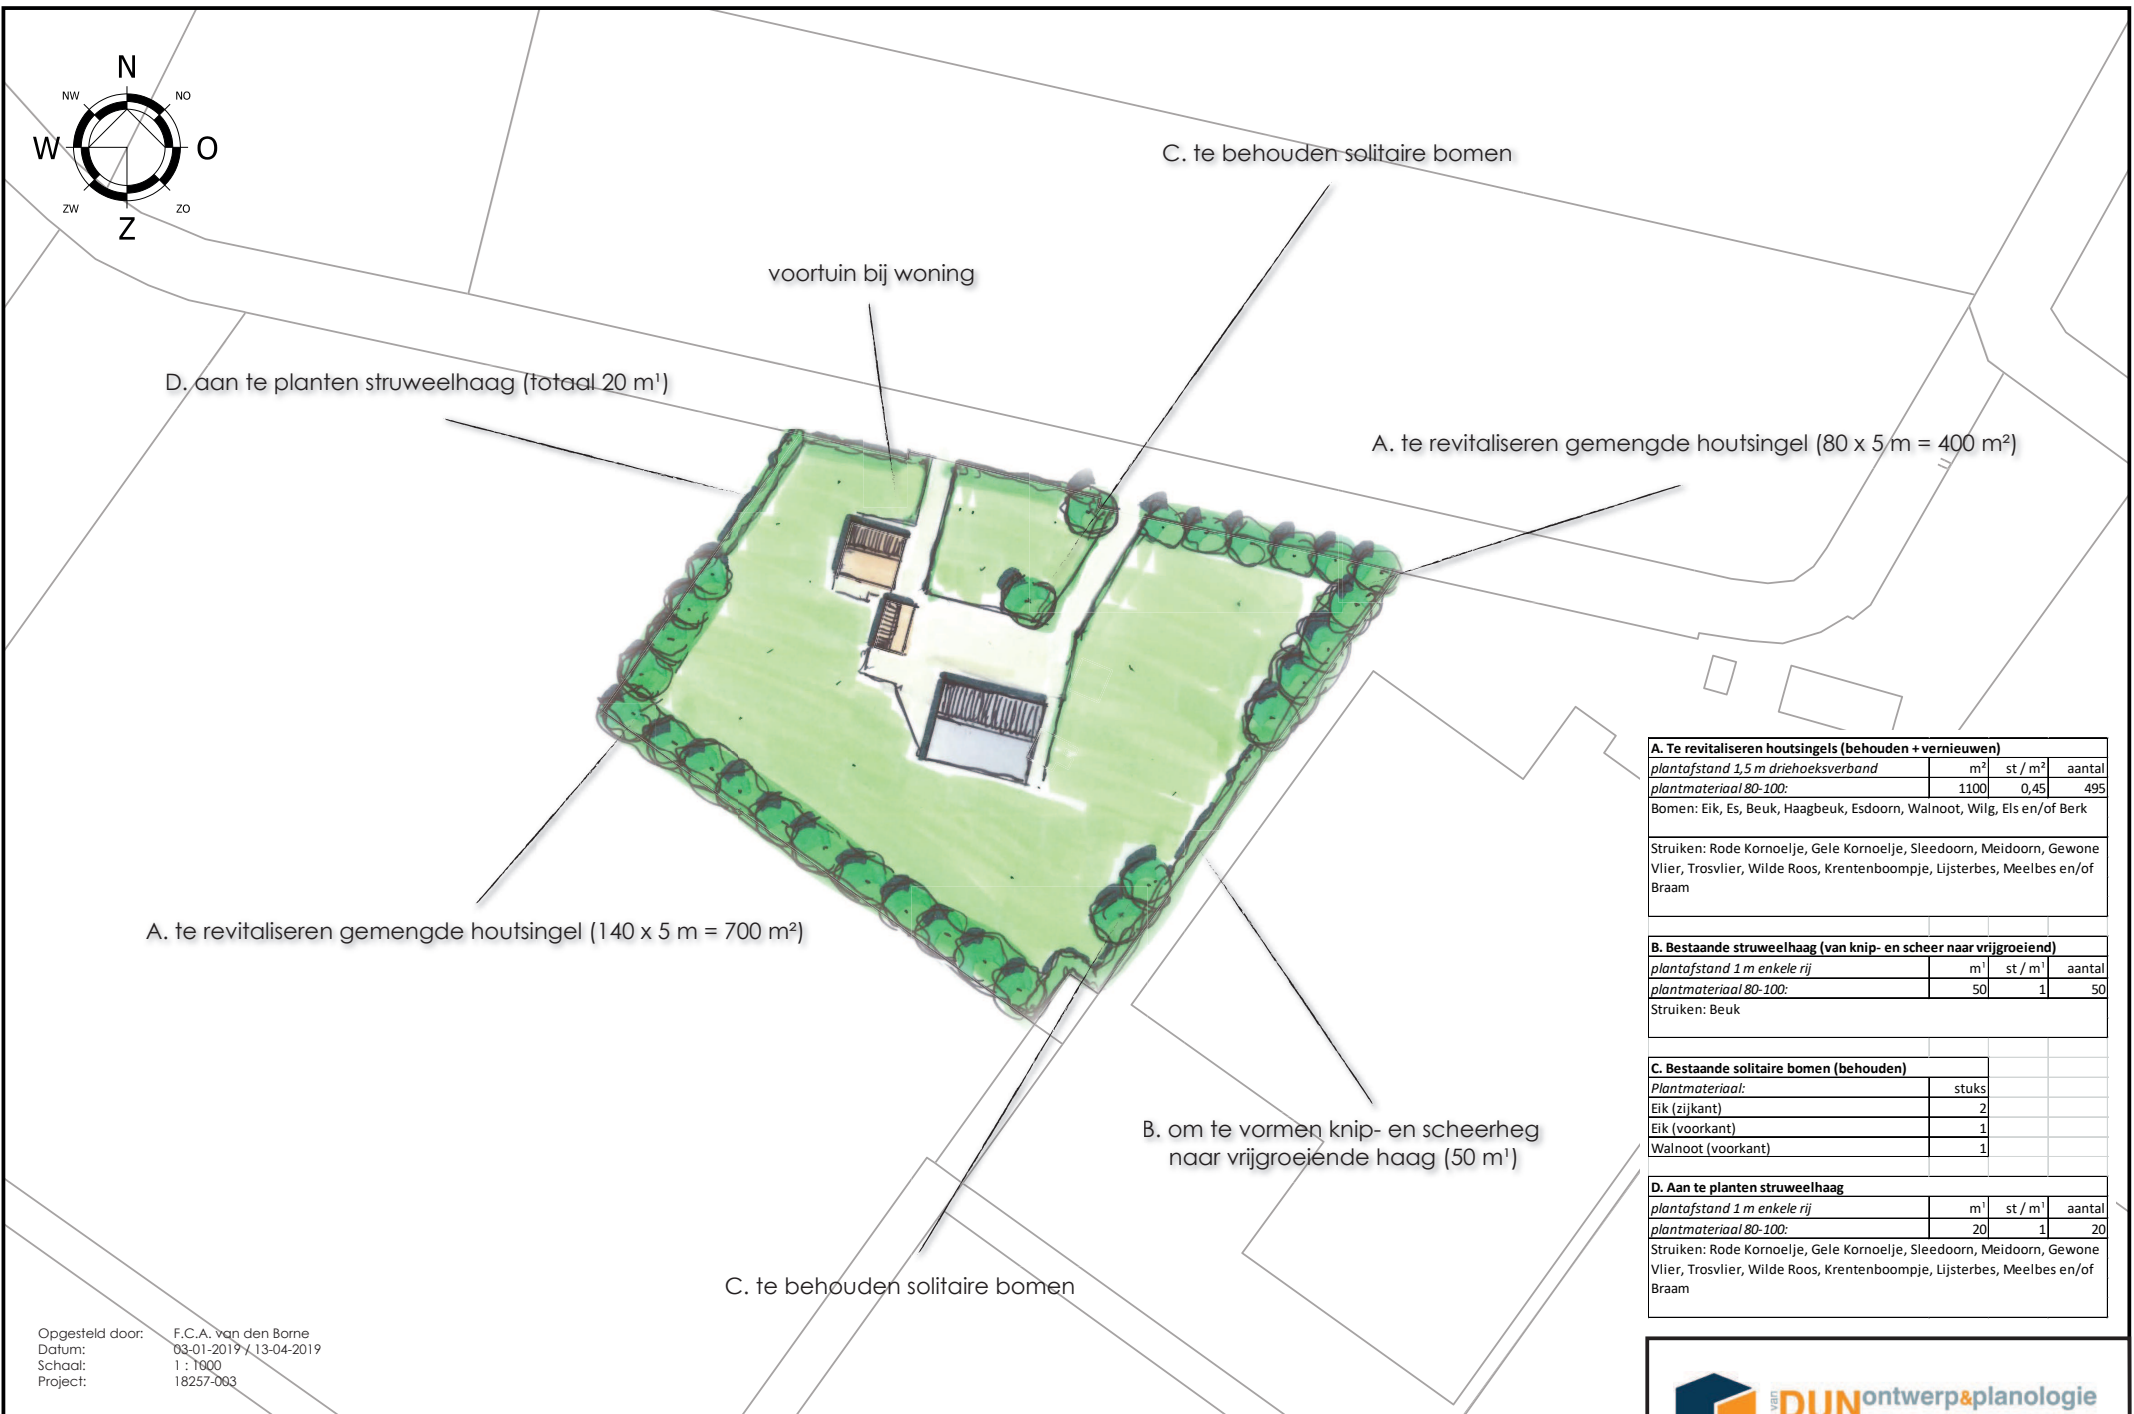 N
NW
NO
W
O
ZW
ZO
Z
C. te behouden solitaire bomen
voortuin bij woning
D. aan te planten struweelhaag (totaal 20 m¹)
A. te revitaliseren gemengde houtsingel (80 x 5 m = 400 m²)
A. te revitaliseren gemengde houtsingel (140 x 5 m = 700 m²)
B. om te vormen knip- en scheerheg
naar vrijgroeiende haag (50 m¹)
C. te behouden solitaire bomen
A. Te revitaliseren houtsingels (behouden + vernieuwen)
plantafstand 1,5 m driehoeksverband m² st / m² aantal
plantmateriaal 80-100: 1100 0,45 495
Bomen: Eik, Es, Beuk, Haagbeuk, Esdoorn, Walnoot, Wilg, Els en/of Berk
Struiken: Rode Kornoelje, Gele Kornoelje, Sleedoorn, Meidoorn, Gewone
Vlier, Trosvlier, Wilde Roos, Krentenboompje, Lijsterbes, Meelbes en/of
Braam
B. Bestaande struweelhaag (van knip- en scheer naar vrijgroeiend)
plantafstand 1 m enkele rij m¹ st / m¹ aantal
plantmateriaal 80-100: 50 1 50
Struiken: Beuk
C. Bestaande solitaire bomen (behouden)
Plantmateriaal: stuks
Eik (zijkant) 2
Eik (voorkant) 1
Walnoot (voorkant) 1
D. Aan te planten struweelhaag
plantafstand 1 m enkele rij m¹ st / m¹ aantal
plantmateriaal 80-100: 20 1 20
Struiken: Rode Kornoelje, Gele Kornoelje, Sleedoorn, Meidoorn, Gewone
Vlier, Trosvlier, Wilde Roos, Krentenboompje, Lijsterbes, Meelbes en/of
Braam
Opgesteld door: F.C.A. van den Borne
Datum: 03-01-2019 / 13-04-2019
Schaal: 1 : 1000
Project: 18257-003
van DUN ontwerp&planologie